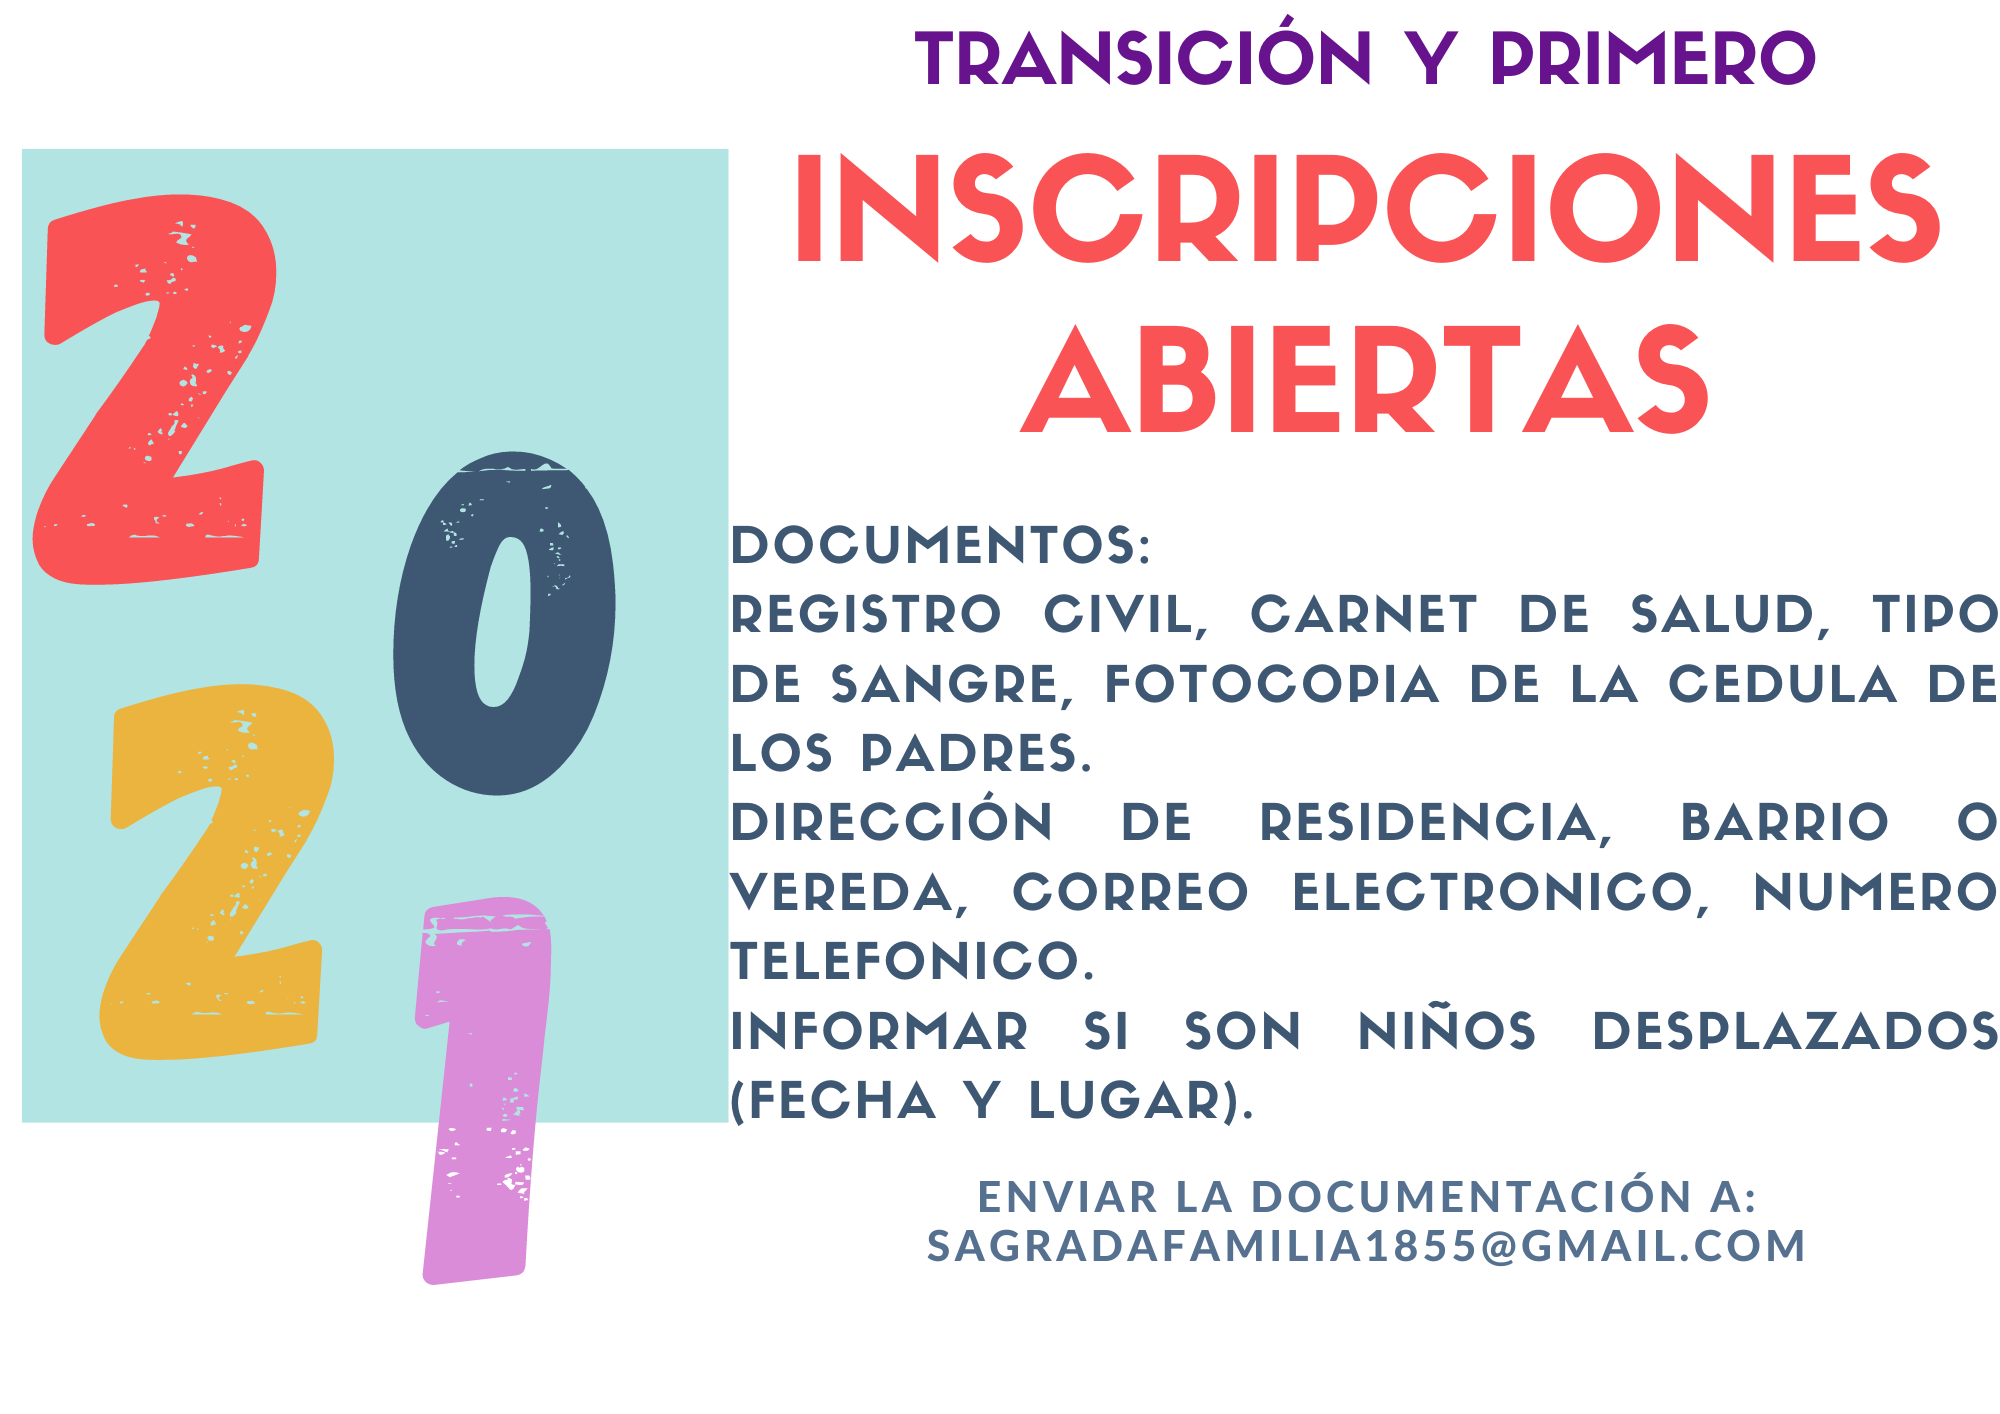 TRANSICIÓN Y PRIMERO
INSCRIPCIONES
ABIERTAS
2
0
2
1
DOCUMENTOS:
REGISTRO CIVIL, CARNET DE SALUD, TIPO
DE SANGRE, FOTOCOPIA DE LA CEDULA DE
LOS PADRES.
DIRECCIÓN DE RESIDENCIA, BARRIO O
VEREDA, CORREO ELECTRONICO, NUMERO
TELEFONICO.
INFORMAR SI SON NIÑOS DESPLAZADOS
(FECHA Y LUGAR).
ENVIAR LA DOCUMENTACIÓN A:
SAGRADAFAMILIA1855@GMAIL.COM